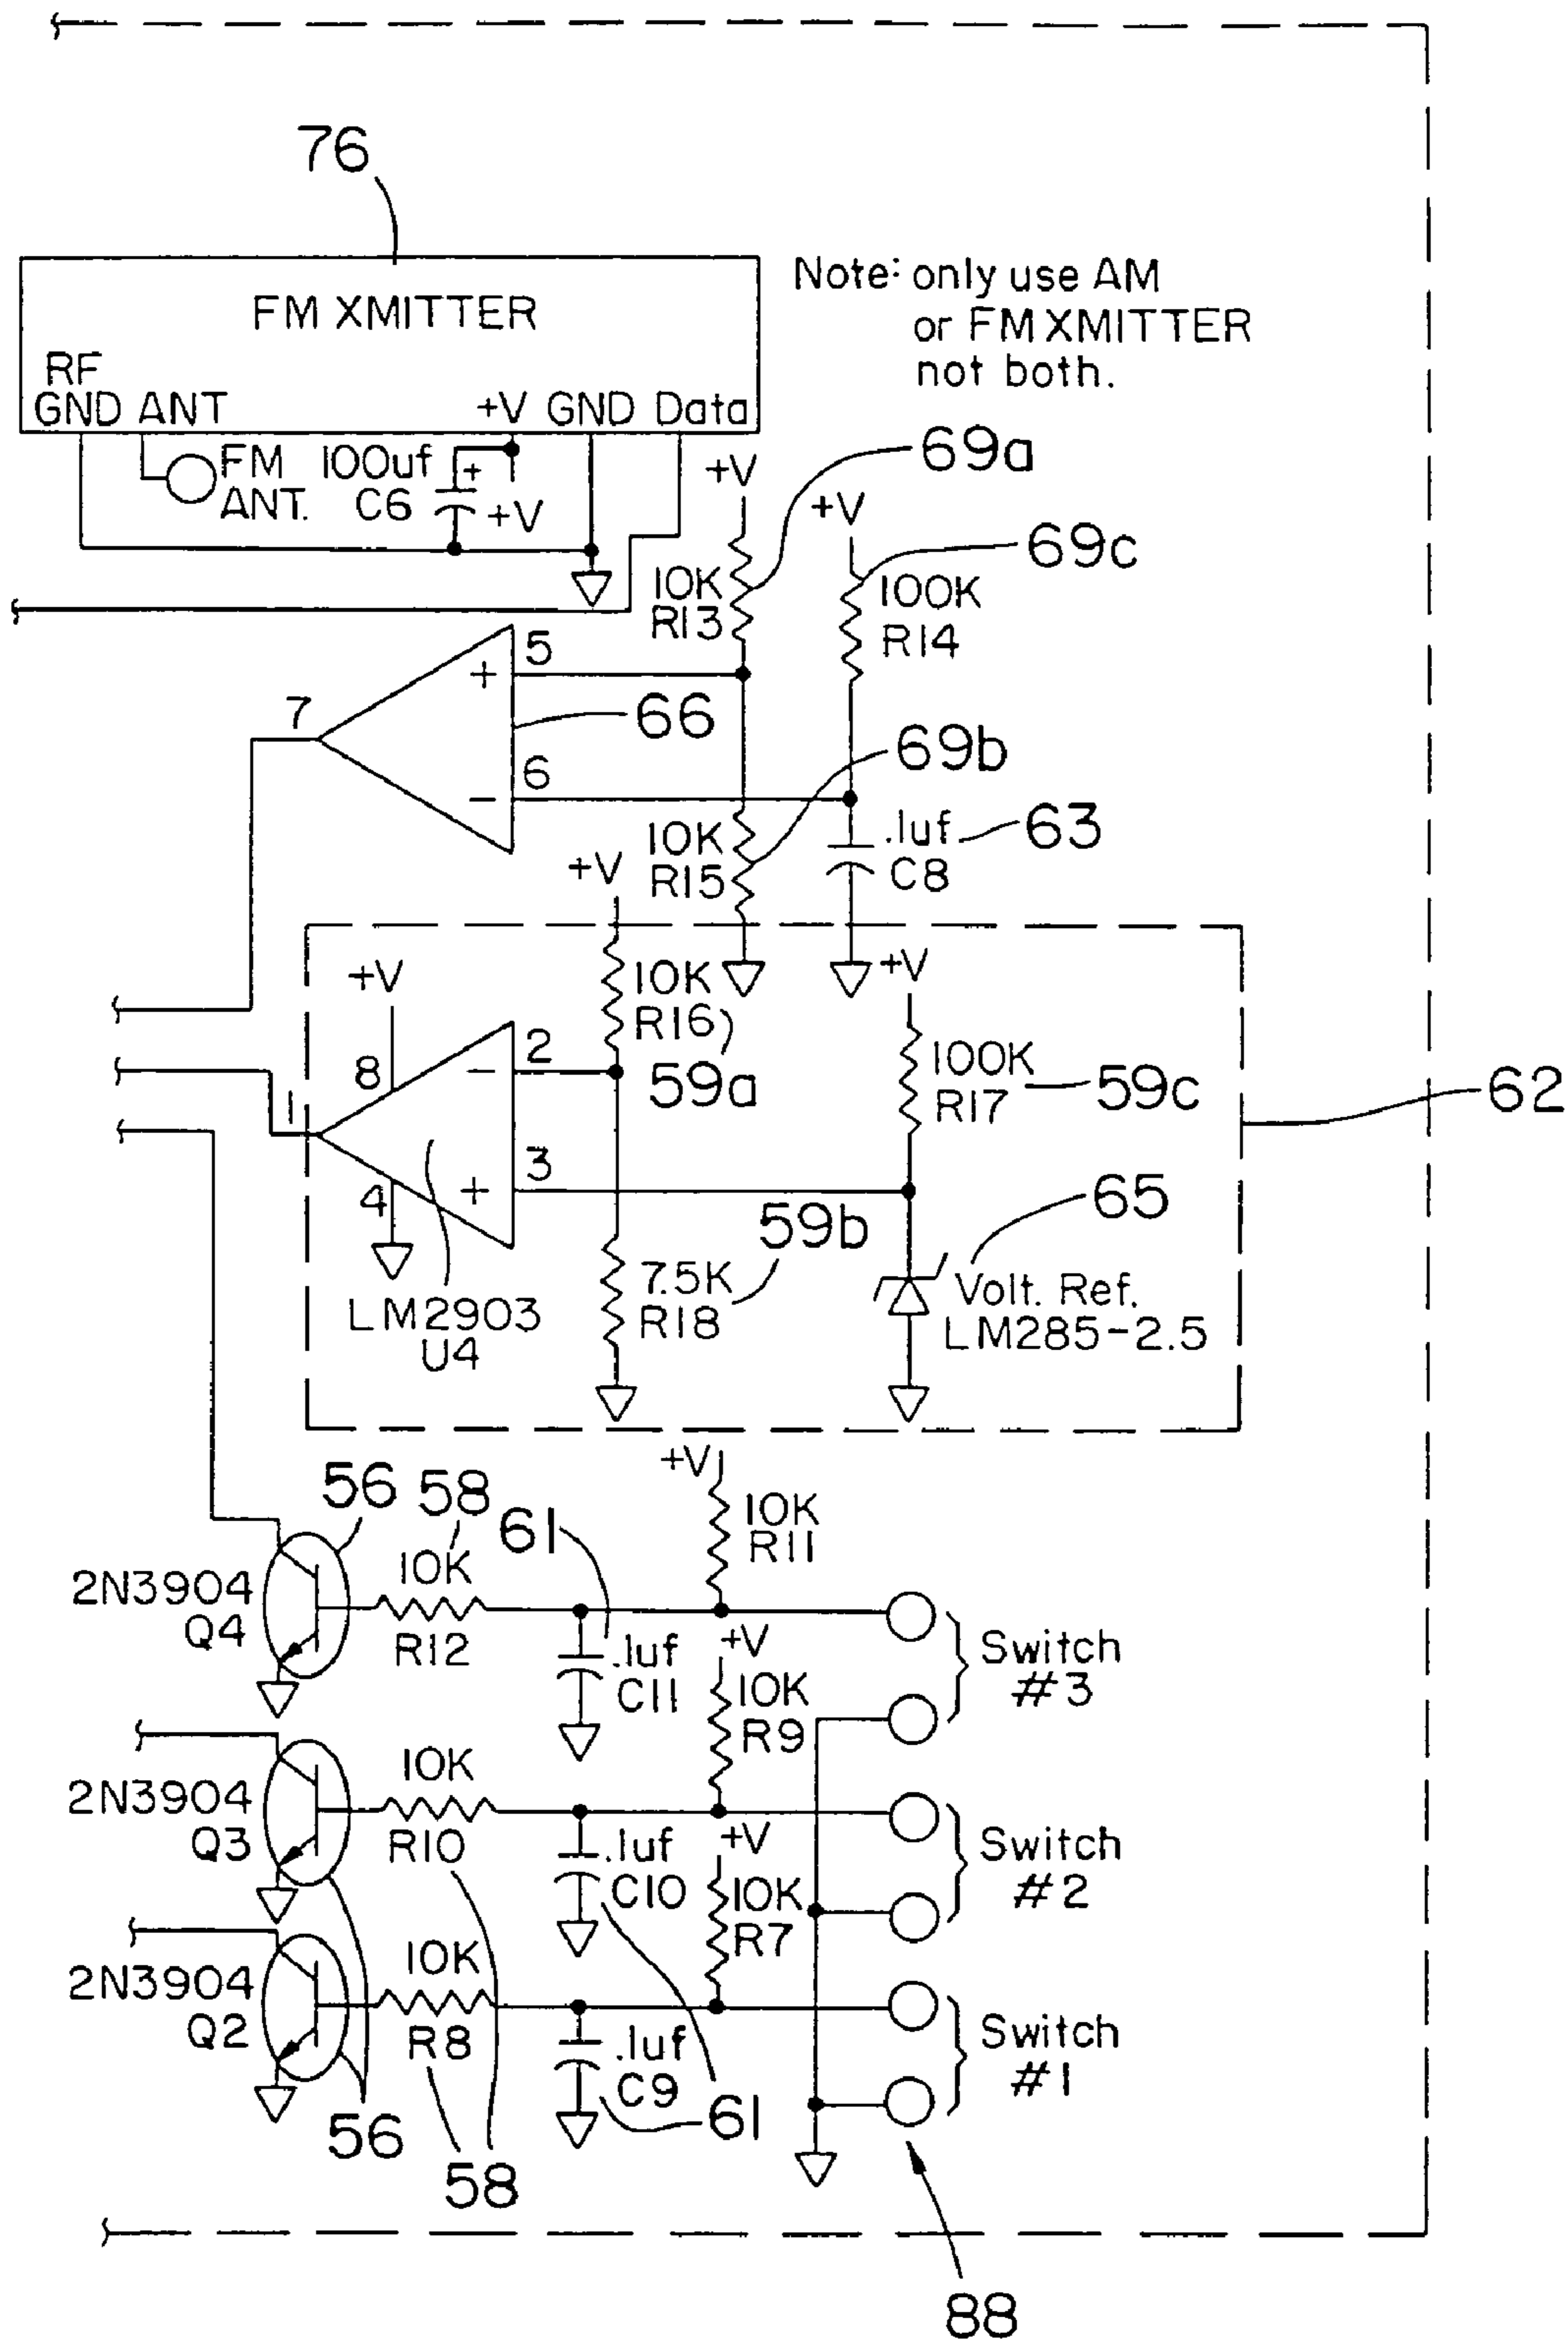 76
FM XMITTER
RF
GND ANT +V GND Data
Note: only use AM
or FM XMITTER
not both.
FM
ANT.
100uf
C6
+
+V
+V
69a
+V
69c
10K
R13
100K
R14
5
+
7
66
6
−
69b
10K
R15
.1uf
C8
63
+V
+V
8
10K
R16
59a
+V
2
−
1
100K
R17
59c
62
3
+
4
59b
65
LM2903
U4
7.5K
R18
Volt. Ref.
LM285-2.5
+V
10K
R11
56
58
61
2N3904
Q4
10K
R12
.1uf
C11
+V
10K
R9
Switch
#3
2N3904
Q3
10K
R10
.1uf
C10
+V
10K
R7
Switch
#2
2N3904
Q2
10K
R8
.1uf
C9
Switch
#1
56
58
61
88